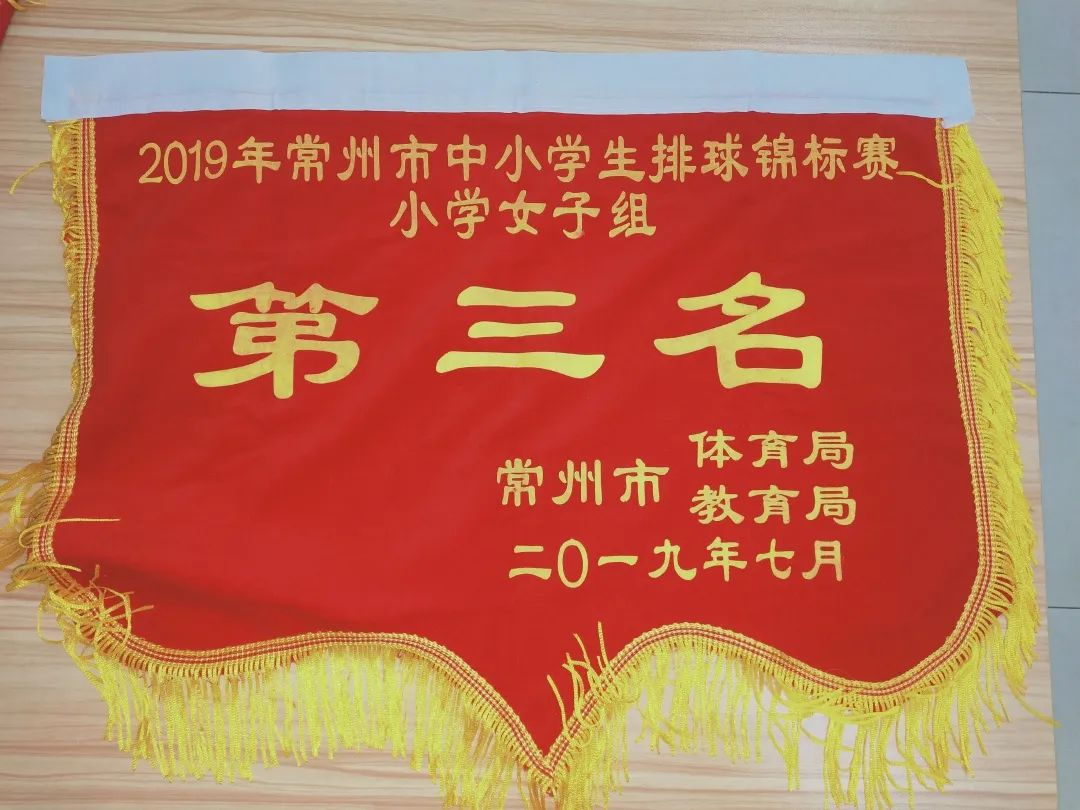 2019年常州市中小学生排球锦标赛
小学女子组
第三名
常州市 体育局
教育局
二〇一九年七月